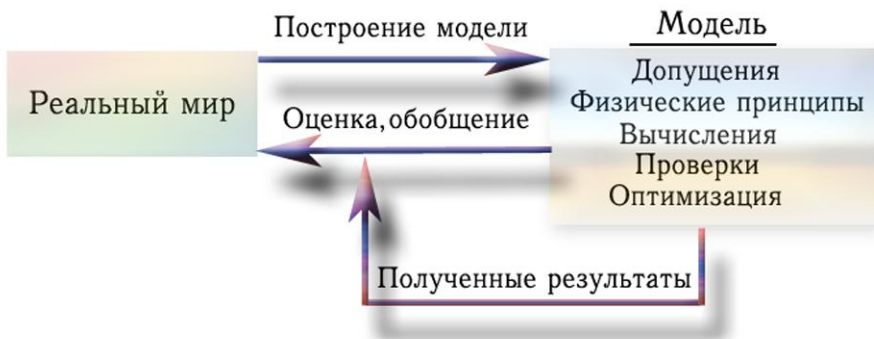 Построение модели
Модель
Реальный мир
Допущения
Физические принципы
Вычисления
Проверки
Оптимизация
Оценка,обобщение
Полученные результаты